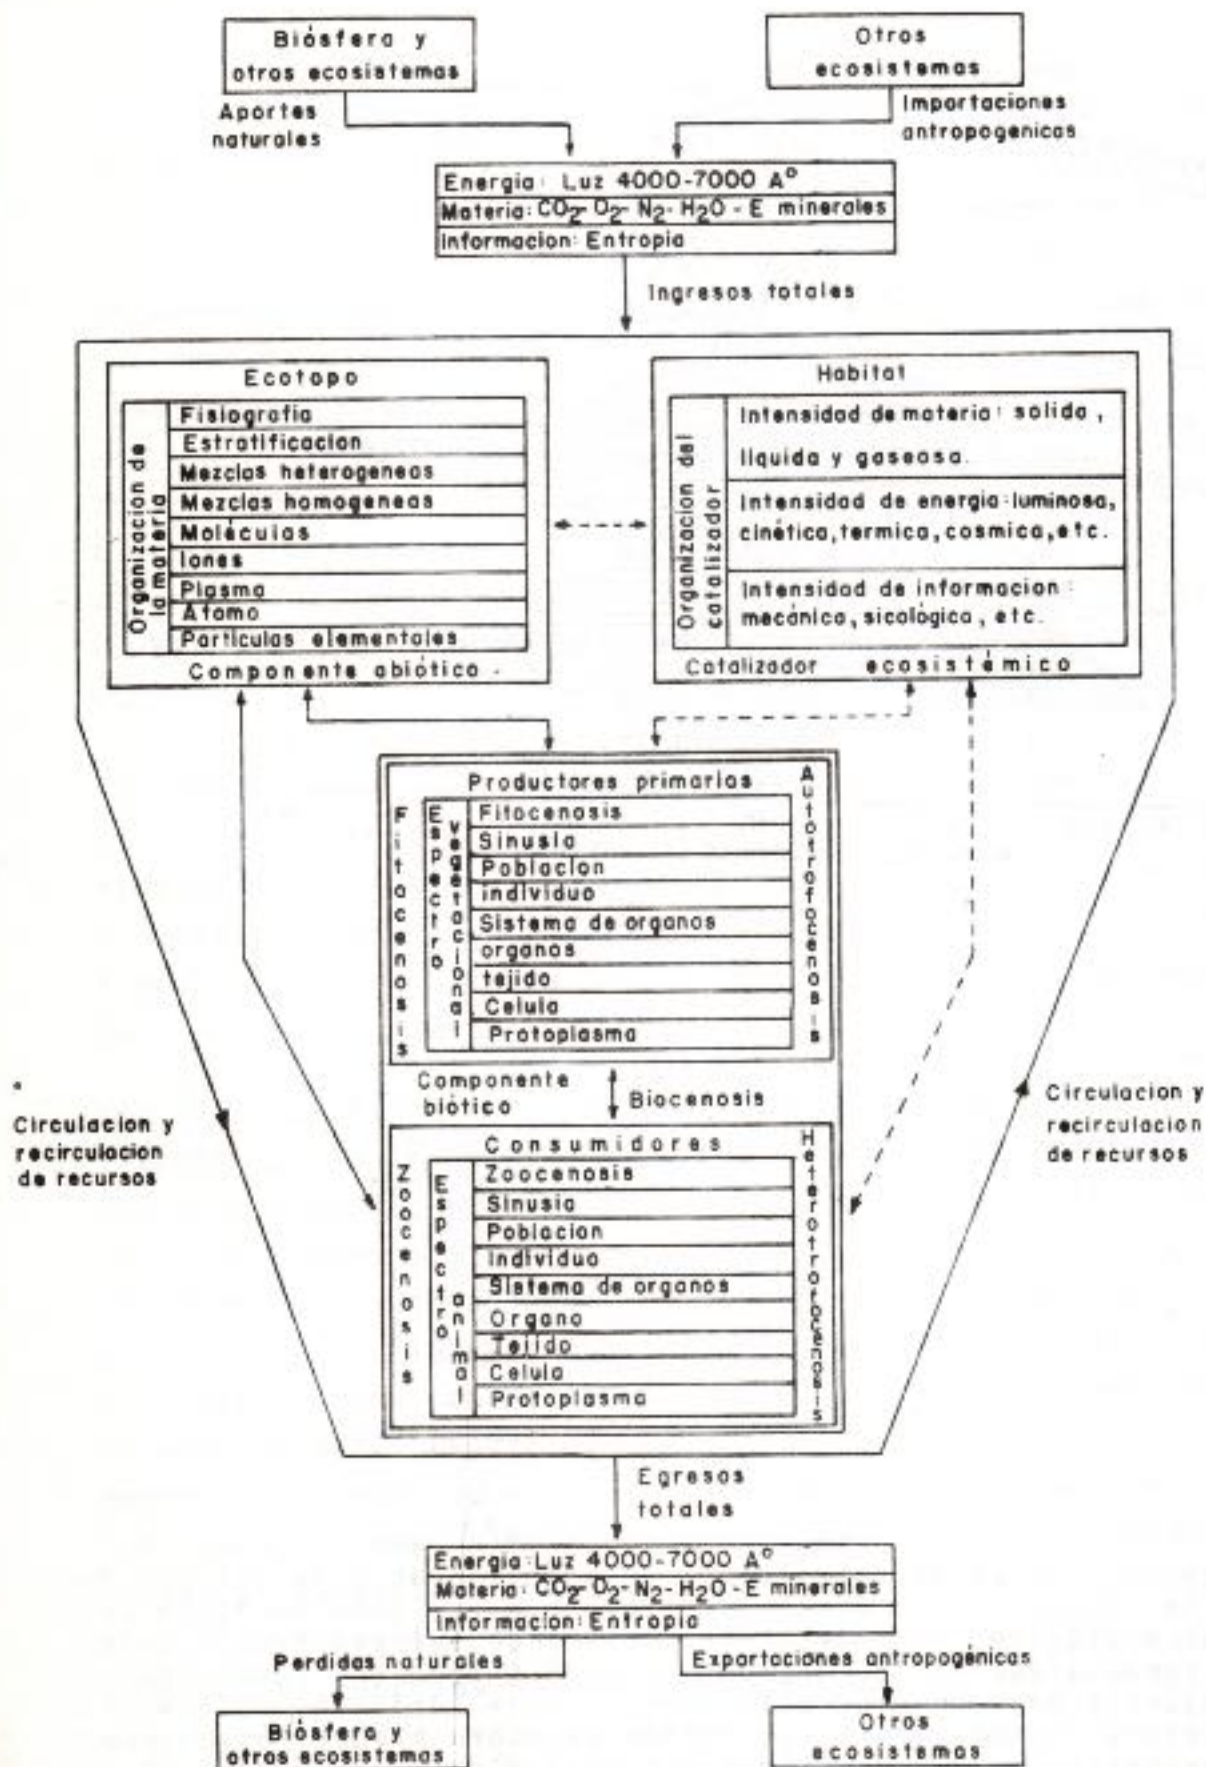 Biósfera y
otros ecosistemas
Otros
ecosistemas
Aportes
naturales
Importaciones
antropogenicas
Energia: Luz 4000-7000 A°
Materia: CO2-O2-N2-H2O-E minerales
Informacion: Entropia
Ingresos totales
Ecotopo
Organización de
la materia
Fisiografia
Estratificacion
Mezclas heterogeneas
Mezclas homogeneas
Moléculas
Iones
Plasma
Atomo
Partículas elementales
Componente abiótico.
Habitat
Organización del
catalizador
Intensidad de materia: solida,
líquida y gaseosa.
Intensidad de energia: luminosa,
cinética, termica, cosmica, etc.
Intensidad de informacion:
mecánica, sicológica, etc.
Catalizador ecosistémico
Productores primarios
Fitocenosis
Espectro
vegetacional
Autotrofocenosis
Fitocenosis
Sinusia
Poblacion
individuo
Sistema de organos
organos
tejido
Celula
Protoplasma
Componente
biótico
Biocenosis
Consumidores
Zoocenosis
Espectro
animal
Heterotrofocenosis
Zoocenosis
Sinusia
Poblacion
Individuo
Sistema de organos
Organo
Tejido
Celula
Protoplasma
Circulacion y
recirculacion
de recursos
Circulacion y
recirculacion
de recursos
Egresos
totales
Energia: Luz 4000-7000 A°
Materia: CO2-O2-N2-H2O-E minerales
Informacion: Entropia
Perdidas naturales
Exportaciones antropogénicas
Biósfera y
otros ecosistemas
Otros
ecosistemas